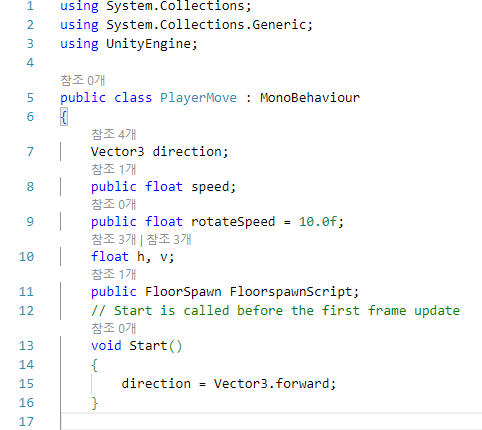 1 using System.Collections;
2 using System.Collections.Generic;
3 using UnityEngine;
4
참조 0개
5 public class PlayerMove : MonoBehaviour
6 {
참조 4개
7 Vector3 direction;
참조 1개
8 public float speed;
참조 0개
9 public float rotateSpeed = 10.0f;
참조 3개 | 참조 3개
10 float h, v;
참조 1개
11 public FloorSpawn FloorspawnScript;
12 // Start is called before the first frame update
참조 0개
13 void Start()
14 {
15 direction = Vector3.forward;
16 }
17